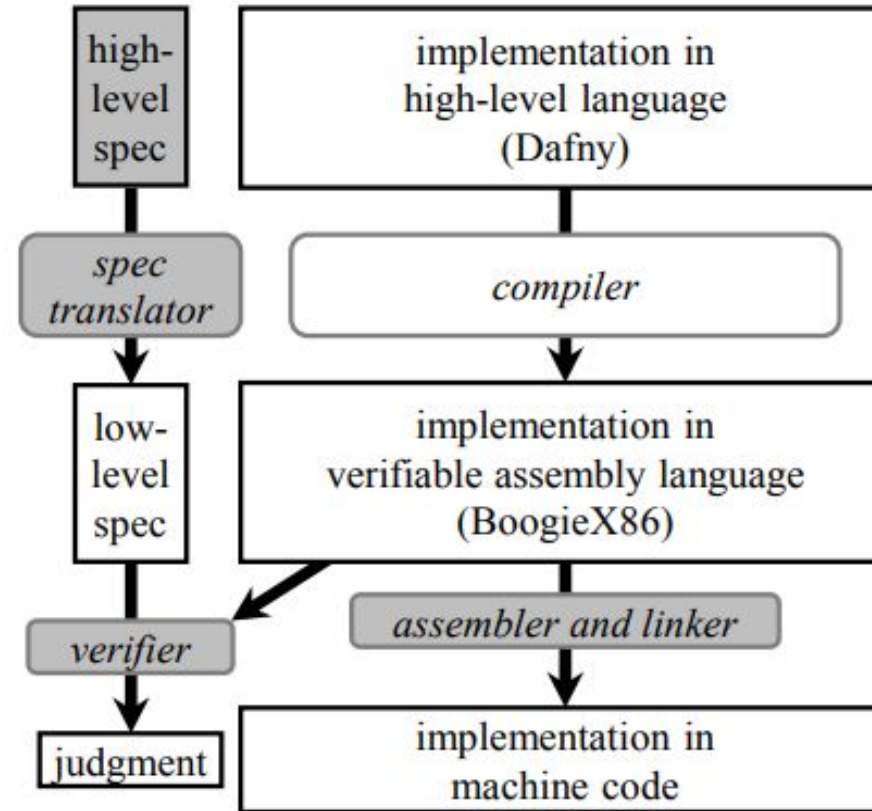 high-
level
spec
implementation in
high-level language
(Dafny)
spec
translator
compiler
low-
level
spec
implementation in
verifiable assembly language
(BoogieX86)
verifier
assembler and linker
judgment
implementation in
machine code